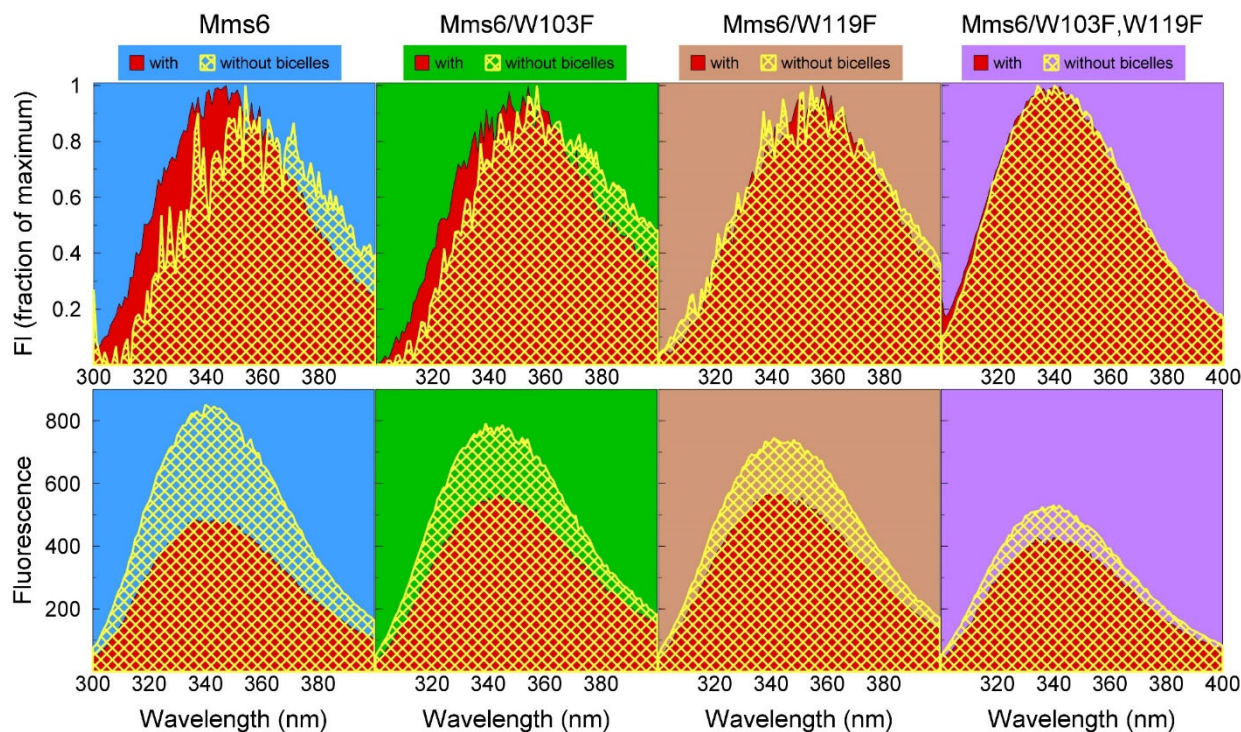 Mms6 Mms6/W103F Mms6/W119F Mms6/W103F,W119F
with without bicelles with without bicelles with without bicelles with without bicelles
FI (fraction of maximum)
1
0.8
0.6
0.4
0.2
300 320 340 360 380 320 340 360 380 320 340 360 380 320 340 360 380 400
Fluorescence
800
600
400
200
300 320 340 360 380 320 340 360 380 320 340 360 380 320 340 360 380 400
Wavelength (nm) Wavelength (nm) Wavelength (nm) Wavelength (nm)